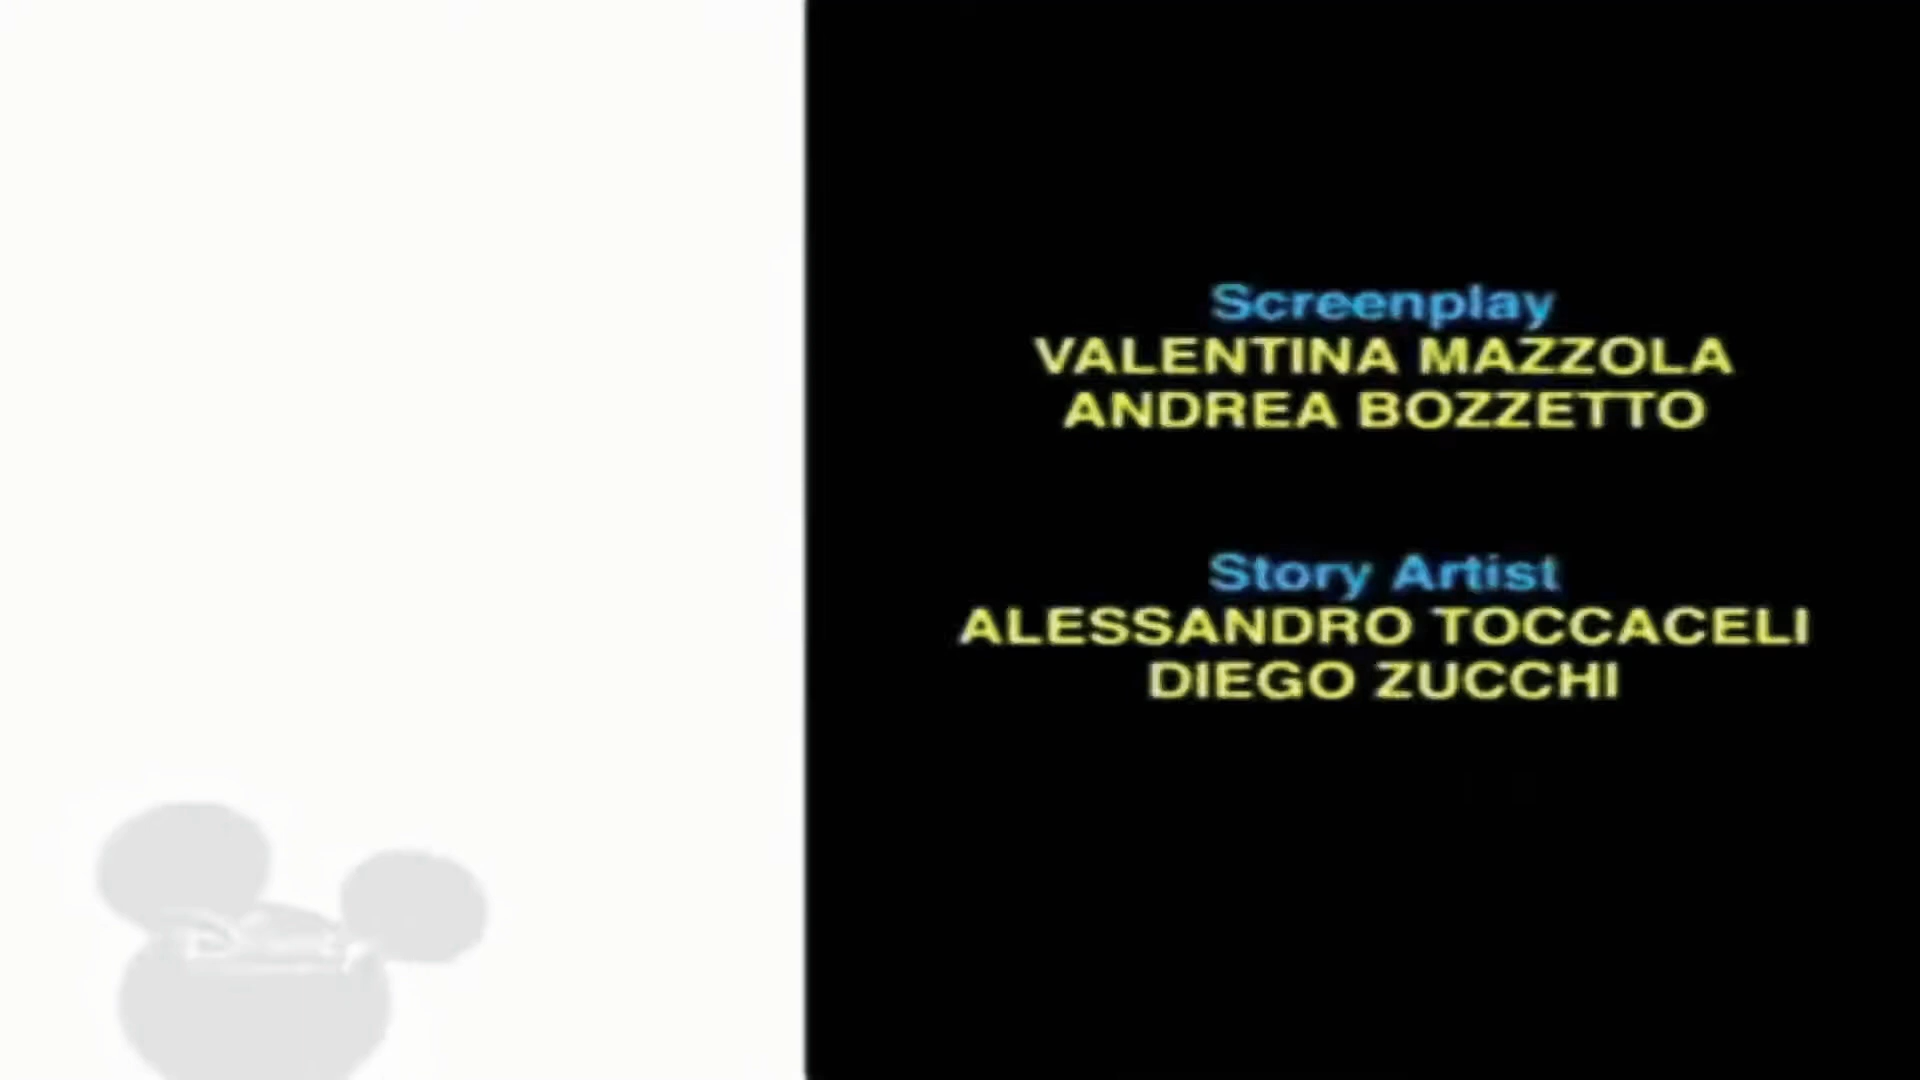 Screenplay
VALENTINA MAZZOLA
ANDREA BOZZETTO
Story Artist
ALESSANDRO TOCCACELI
DIEGO ZUCCHI